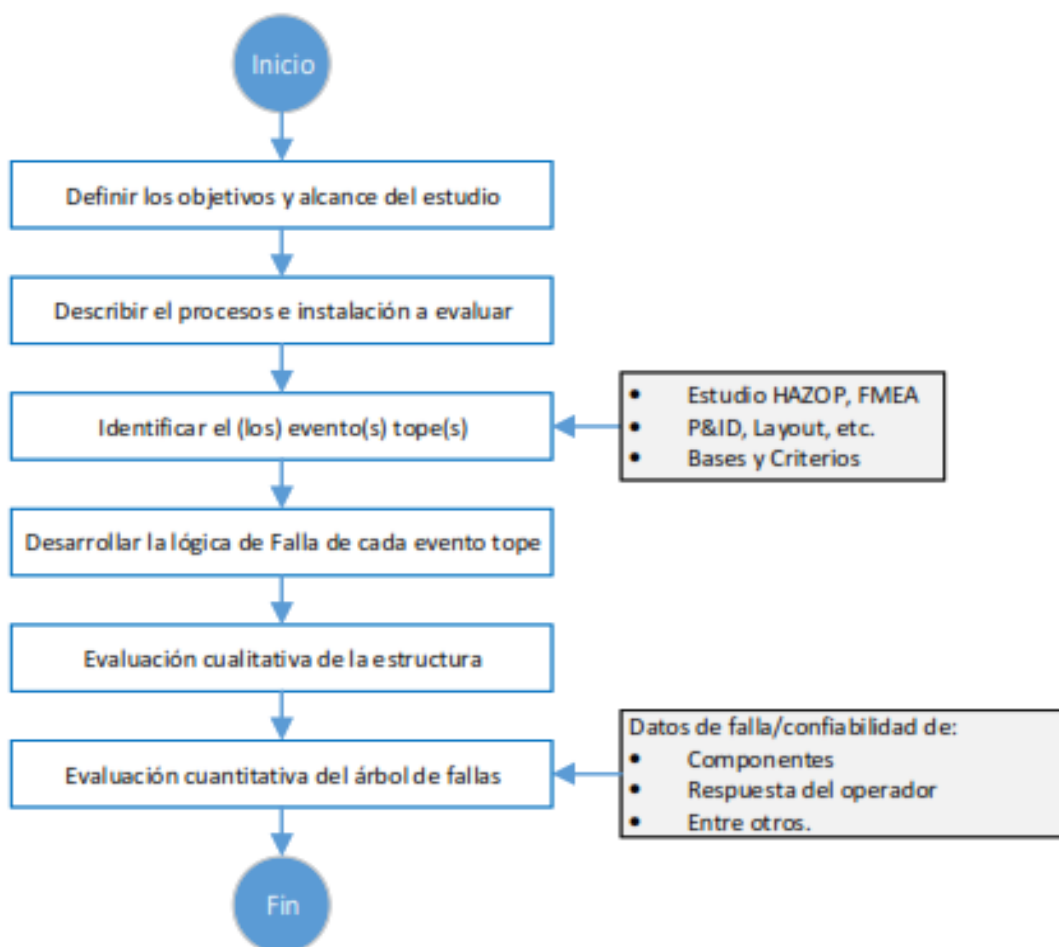 Inicio
Definir los objetivos y alcance del estudio
Describir el procesos e instalación a evaluar
Identificar el (los) evento(s) tope(s)
• Estudio HAZOP, FMEA
• P&ID, Layout, etc.
• Bases y Criterios
Desarrollar la lógica de Falla de cada evento tope
Evaluación cualitativa de la estructura
Evaluación cuantitativa del árbol de fallas
Datos de falla/confiabilidad de:
• Componentes
• Respuesta del operador
• Entre otros.
Fin